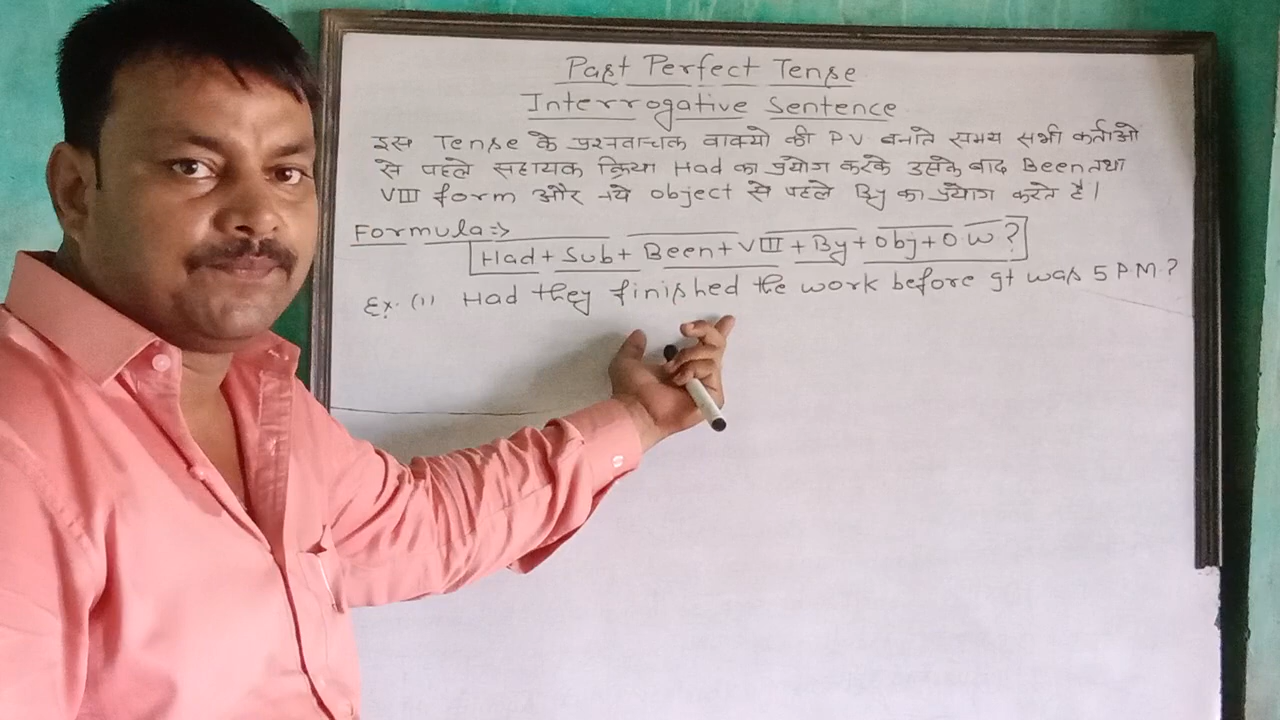 Past Perfect Tense
Interrogative Sentence
इस Tense के प्रश्नवाचक वाक्यो की PV बनाते समय सभी कर्ताओ
से पहले सहायक क्रिया Had का प्रयोग करके उसके बाद Been तथा
VIII form और नये object से पहले By का प्रयोग करते है।
Formula:⇒
Had + Sub + Been + VIII + By + Obj + O W ?
Ex. (1) Had they finished the work before it was 5 P.M.?